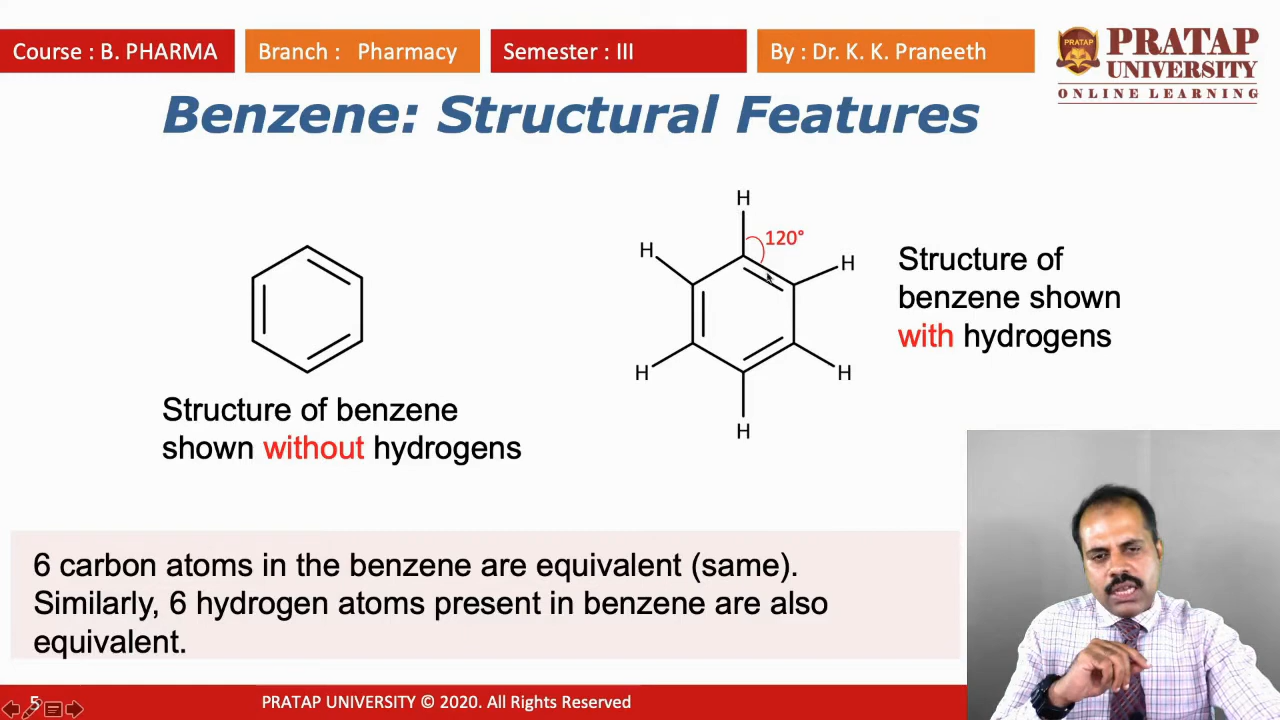 Course : B. PHARMA
Branch : Pharmacy
Semester : III
By : Dr. K. K. Praneeth
PRATAP
PRATAP
UNIVERSITY
ONLINE LEARNING
Benzene: Structural Features
H
H
120°
H
H
H
H
Structure of
benzene shown
with hydrogens
Structure of benzene
shown without hydrogens
6 carbon atoms in the benzene are equivalent (same).
Similarly, 6 hydrogen atoms present in benzene are also
equivalent.
5
PRATAP UNIVERSITY © 2020. All Rights Reserved